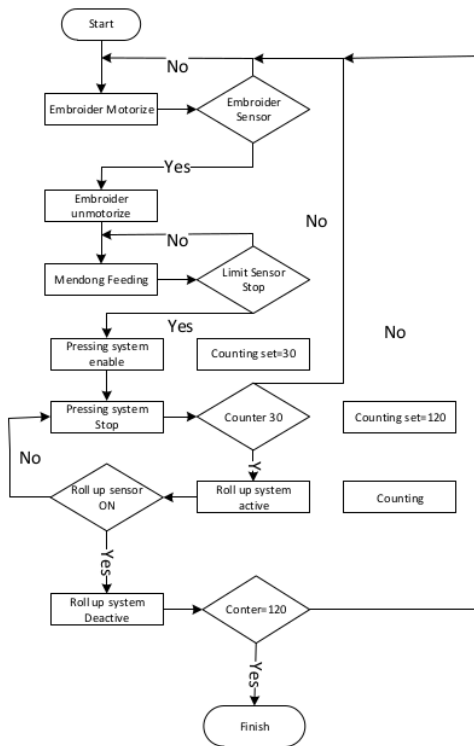 Start
No
Embroider Motorize
Embroider
Sensor
Yes
Embroider
unmotorize
No
No
Mendong Feeding
Limit Sensor
Stop
Yes
No
Pressing system
enable
Counting set=30
Pressing system
Stop
Counter 30
Counting set=120
No
Y
Roll up sensor
ON
Roll up system
active
Counting
Yes
Roll up system
Deactive
Conter=120
Yes
Finish